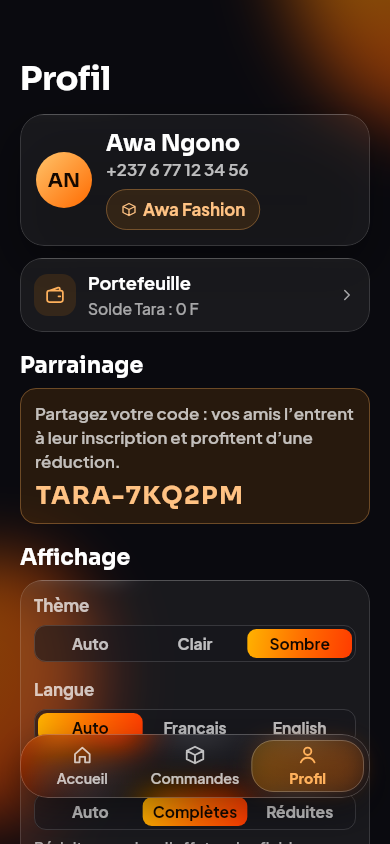 Profil
AN
Awa Ngono
+237 6 77 12 34 56
Awa Fashion
Portefeuille
Solde Tara : 0 F
Parrainage
Partagez votre code : vos amis l’entrent
à leur inscription et profitent d’une
réduction.
TARA-7KQ2PM
Affichage
Thème
Auto Clair Sombre
Langue
Auto Français English
Accueil Commandes Profil
Auto Complètes Réduites